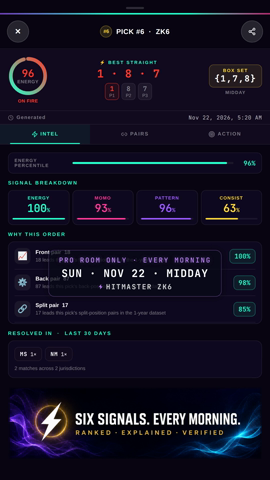 #6 PICK #6 · ZK6
96
ENERGY
ON FIRE
⚡ BEST STRAIGHT
1 · 8 · 7
1 8 7
P1 P2 P3
BOX SET
{1,7,8}
MIDDAY
Generated Nov 22, 2026, 5:20 AM
INTEL PAIRS ACTION
ENERGY PERCENTILE 96%
SIGNAL BREAKDOWN
ENERGY
100%
MOMO
93%
PATTERN
96%
CONSIST
63%
WHY THIS ORDER
Front pair 100%
PRO ROOM ONLY · EVERY MORNING
SUN · NOV 22 · MIDDAY
⚡ HITMASTER ZK6
Back 98%
Split pair 17 85%
17 leads this pick's split-position pairs in the 1-year dataset
RESOLVED IN · LAST 30 DAYS
MS 1× NM 1×
2 matches across 2 jurisdictions
SIX SIGNALS. EVERY MORNING.
RANKED · EXPLAINED · VERIFIED